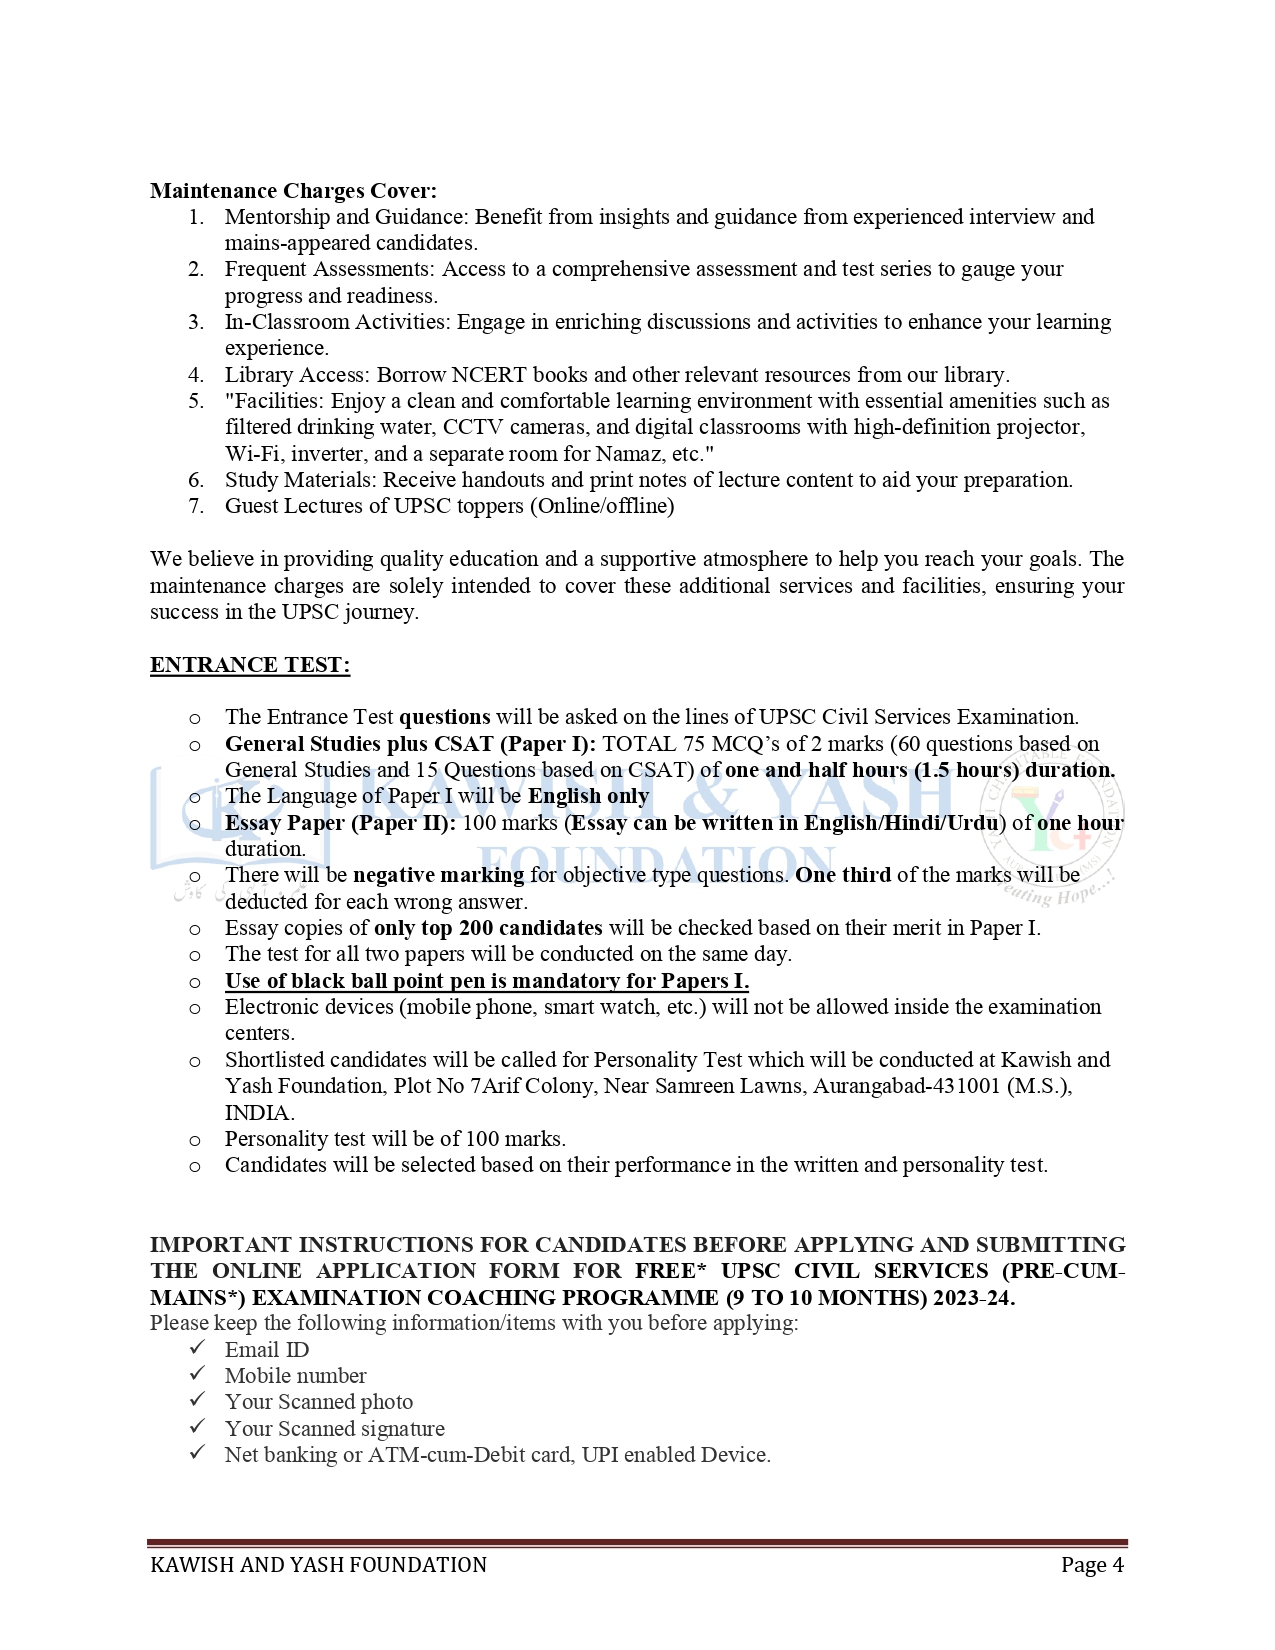 Maintenance Charges Cover:
1. Mentorship and Guidance: Benefit from insights and guidance from experienced interview and
mains-appeared candidates.
2. Frequent Assessments: Access to a comprehensive assessment and test series to gauge your
progress and readiness.
3. In-Classroom Activities: Engage in enriching discussions and activities to enhance your learning
experience.
4. Library Access: Borrow NCERT books and other relevant resources from our library.
5. "Facilities: Enjoy a clean and comfortable learning environment with essential amenities such as
filtered drinking water, CCTV cameras, and digital classrooms with high-definition projector,
Wi-Fi, inverter, and a separate room for Namaz, etc."
6. Study Materials: Receive handouts and print notes of lecture content to aid your preparation.
7. Guest Lectures of UPSC toppers (Online/offline)
We believe in providing quality education and a supportive atmosphere to help you reach your goals. The
maintenance charges are solely intended to cover these additional services and facilities, ensuring your
success in the UPSC journey.
ENTRANCE TEST:
o The Entrance Test questions will be asked on the lines of UPSC Civil Services Examination.
o General Studies plus CSAT (Paper I): TOTAL 75 MCQ's of 2 marks (60 questions based on
General Studies and 15 Questions based on CSAT) of one and half hours (1.5 hours) duration.
o The Language of Paper I will be English only
o Essay Paper (Paper II): 100 marks (Essay can be written in English/Hindi/Urdu) of one hour
duration.
o There will be negative marking for objective type questions. One third of the marks will be
deducted for each wrong answer.
o Essay copies of only top 200 candidates will be checked based on their merit in Paper I.
o The test for all two papers will be conducted on the same day.
o Use of black ball point pen is mandatory for Papers I.
o Electronic devices (mobile phone, smart watch, etc.) will not be allowed inside the examination
centers.
o Shortlisted candidates will be called for Personality Test which will be conducted at Kawish and
Yash Foundation, Plot No 7Arif Colony, Near Samreen Lawns, Aurangabad-431001 (M.S.),
INDIA.
o Personality test will be of 100 marks.
o Candidates will be selected based on their performance in the written and personality test.
KAWISH & YASH
FOUNDATION
IMPORTANT INSTRUCTIONS FOR CANDIDATES BEFORE APPLYING AND SUBMITTING
THE ONLINE APPLICATION FORM FOR FREE* UPSC CIVIL SERVICES (PRE-CUM-
MAINS*) EXAMINATION COACHING PROGRAMME (9 TO 10 MONTHS) 2023-24.
Please keep the following information/items with you before applying:
✓ Email ID
✓ Mobile number
✓ Your Scanned photo
✓ Your Scanned signature
✓ Net banking or ATM-cum-Debit card, UPI enabled Device.
KAWISH AND YASH FOUNDATION Page 4